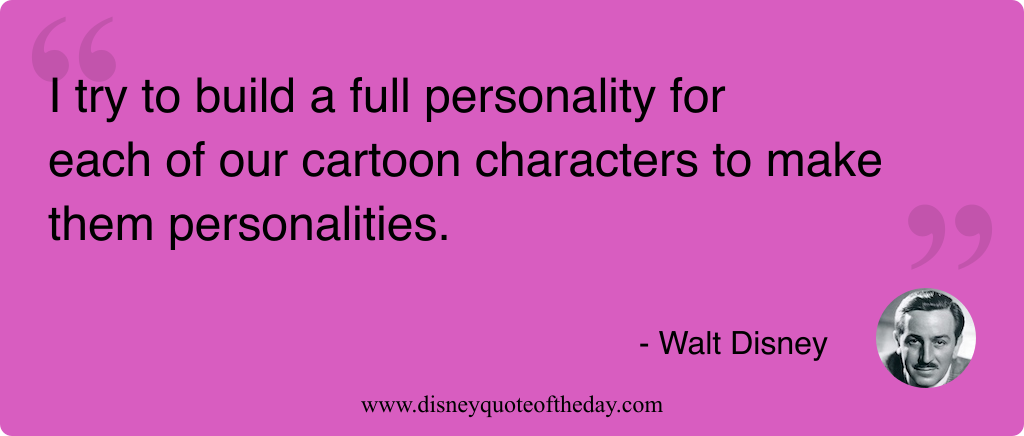 I try to build a full personality for
each of our cartoon characters to make
them personalities.
- Walt Disney
www.disneyquoteoftheday.com